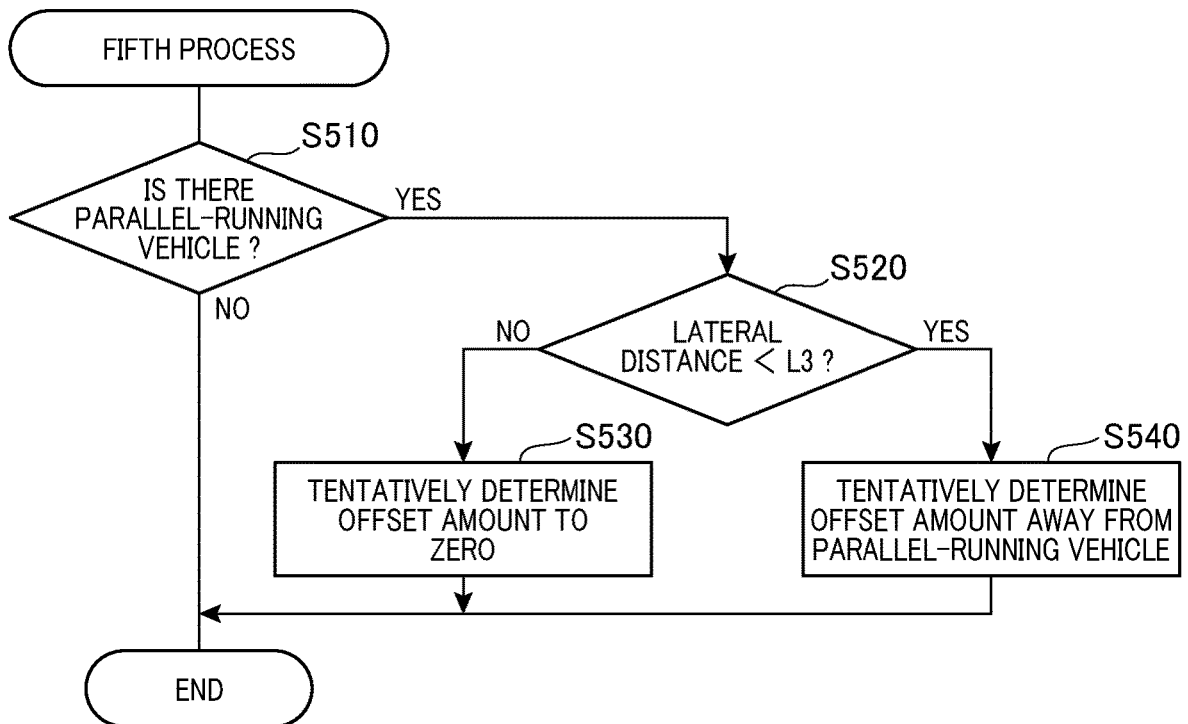 FIFTH PROCESS
S510
IS THERE
PARALLEL-RUNNING
VEHICLE ?
YES
NO
S520
LATERAL
DISTANCE < L3 ?
NO
YES
S530
TENTATIVELY DETERMINE
OFFSET AMOUNT TO
ZERO
S540
TENTATIVELY DETERMINE
OFFSET AMOUNT AWAY FROM
PARALLEL-RUNNING VEHICLE
END